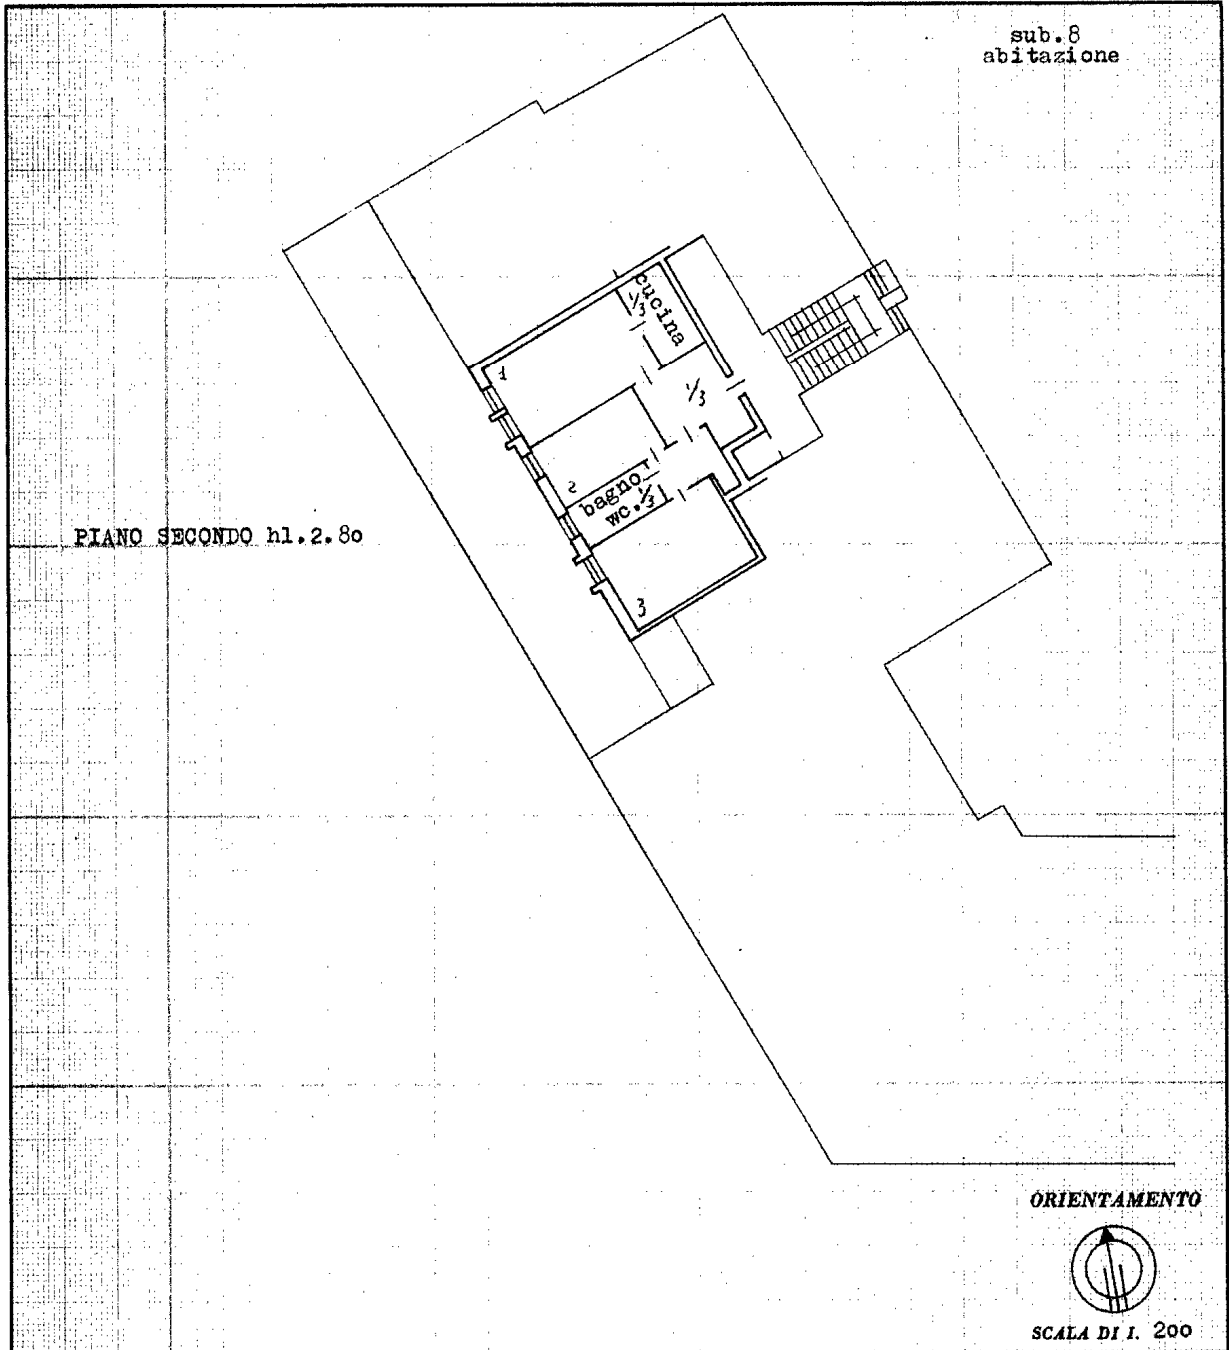 sub.8
abitazione
cucina
1/3
1
1/3
2
bagno
wc. 1/3
PIANO SECONDO hl.2.80
3
ORIENTAMENTO
SCALA DI I. 200